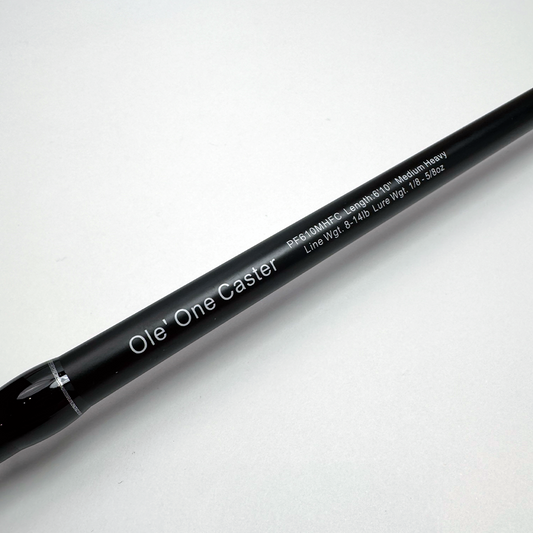 Ole' One Caster
PF610MHFC Length:6'10" Medium Heavy
Line Wgt. 8-14lb Lure Wgt. 1/8 - 5/8oz